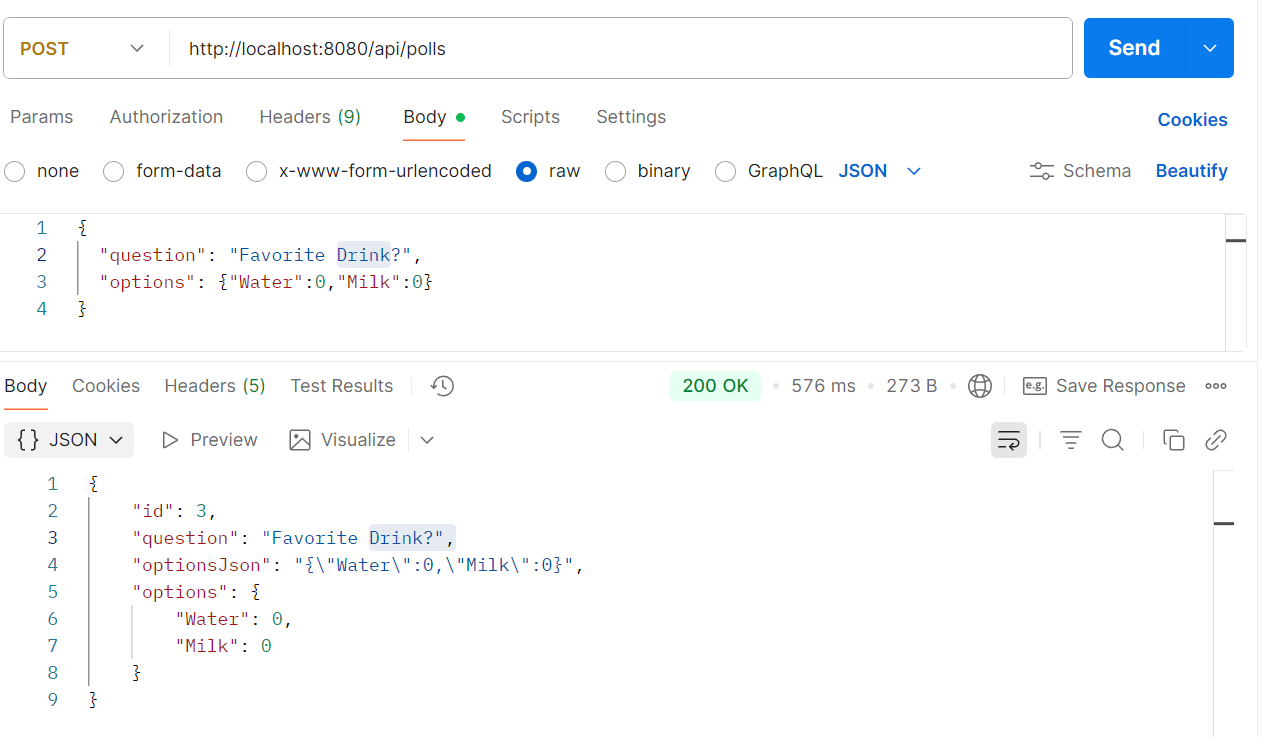 POST http://localhost:8080/api/polls Send
Params Authorization Headers (9) Body Scripts Settings Cookies
none form-data x-www-form-urlencoded raw binary GraphQL JSON Schema Beautify
1 {
2 "question": "Favorite Drink?",
3 "options": {"Water":0,"Milk":0}
4 }
Body Cookies Headers (5) Test Results 200 OK 576 ms 273 B e.g. Save Response
{} JSON Preview Visualize
1 {
2 "id": 3,
3 "question": "Favorite Drink?",
4 "optionsJson": "{\"Water\":0,\"Milk\":0}",
5 "options": {
6 "Water": 0,
7 "Milk": 0
8 }
9 }